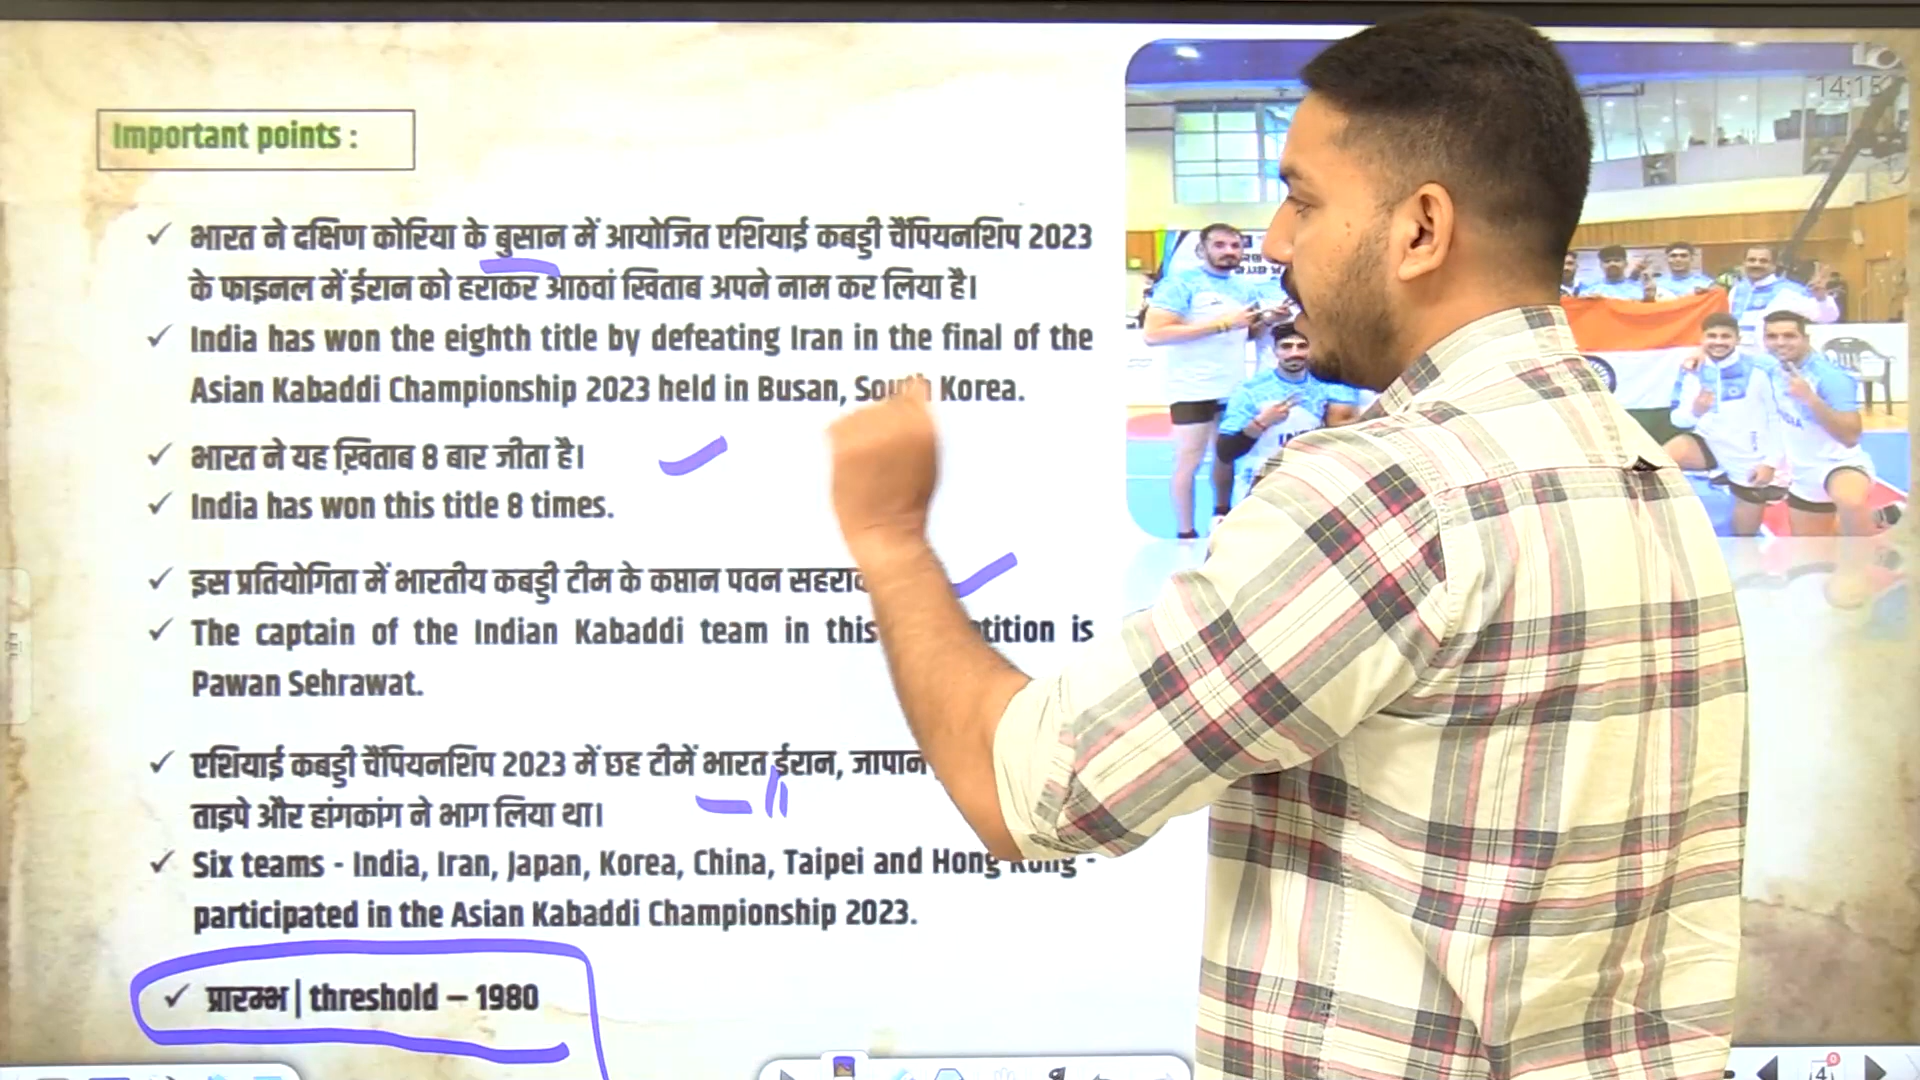 Important points :
14:15
✓ भारत ने दक्षिण कोरिया के बुसान में आयोजित एशियाई कबड्डी चैंपियनशिप 2023
के फाइनल में ईरान को हराकर आठवां खिताब अपने नाम कर लिया है।
✓ India has won the eighth title by defeating Iran in the final of the
Asian Kabaddi Championship 2023 held in Busan, South Korea.
✓ भारत ने यह ख़िताब 8 बार जीता है।
✓ India has won this title 8 times.
✓ इस प्रतियोगिता में भारतीय कबड्डी टीम के कप्तान पवन
✓ The captain of the Indian Kabaddi team in this is
Pawan Sehrawat.
✓ एशियाई कबड्डी चैंपियनशिप 2023 में छह टीमें भारत ईरान, जापान
ताइपे और हांगकांग ने भाग लिया था।
✓ Six teams - India, Iran, Japan, Korea, China, Taipei and Hong Kong -
participated in the Asian Kabaddi Championship 2023.
✓ प्रारम्भ | threshold – 1980